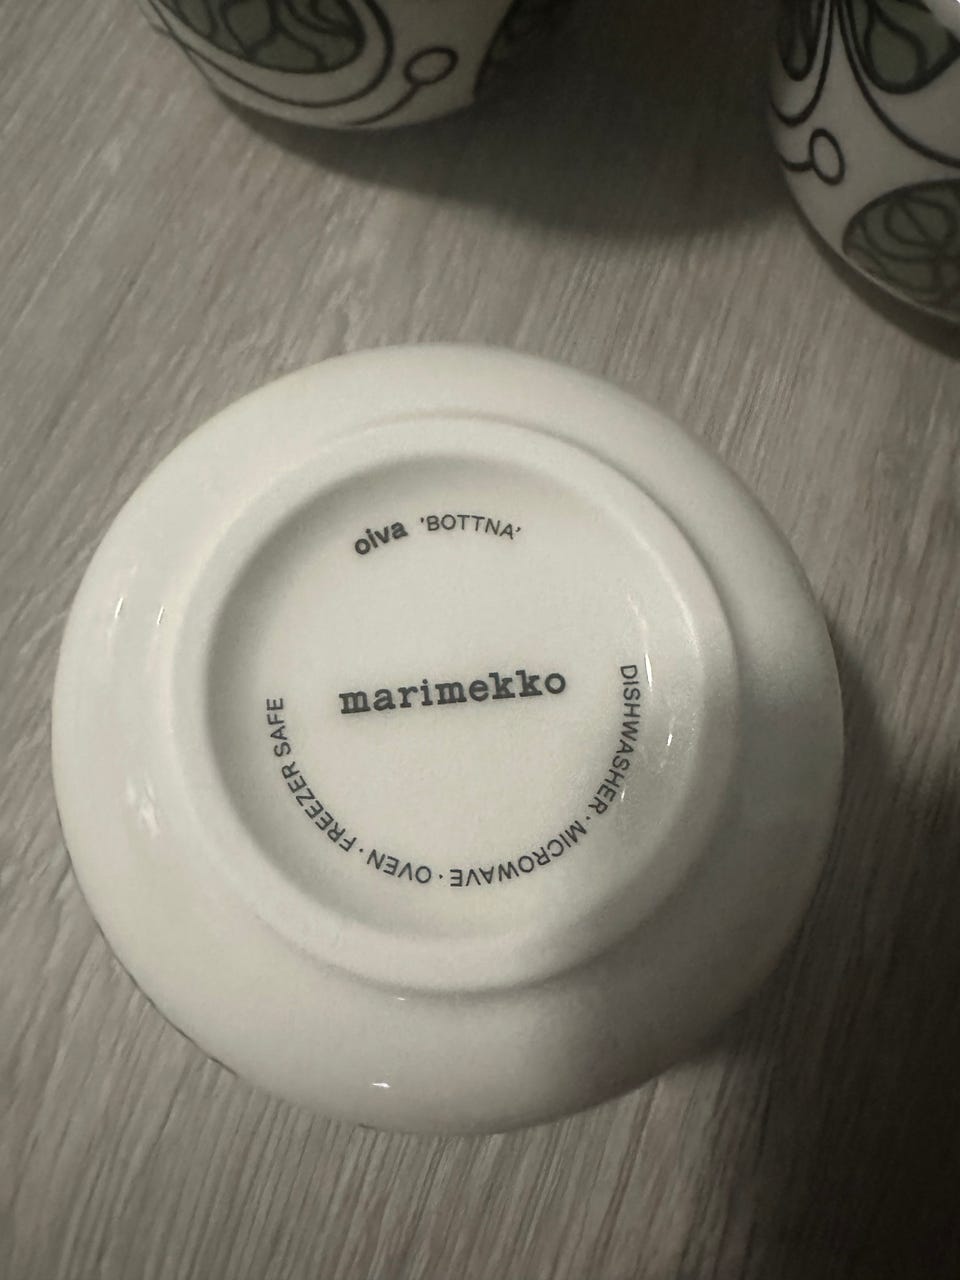 oiva 'BOTTNA'
marimekko
DISHWASHER · MICROWAVE · OVEN · FREEZER SAFE